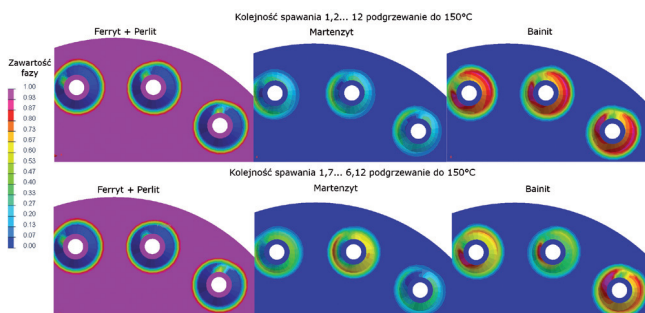 Kolejność spawania 1,2... 12 podgrzewanie do 150°C
Ferryt + Perlit
Martenzyt
Bainit
Zawartość
fazy
1.00
0.93
0.87
0.80
0.73
0.67
0.60
0.53
0.47
0.40
0.33
0.27
0.20
0.13
0.07
0.00
Kolejność spawania 1,7... 6,12 podgrzewanie do 150°C
Ferryt + Perlit
Martenzyt
Bainit